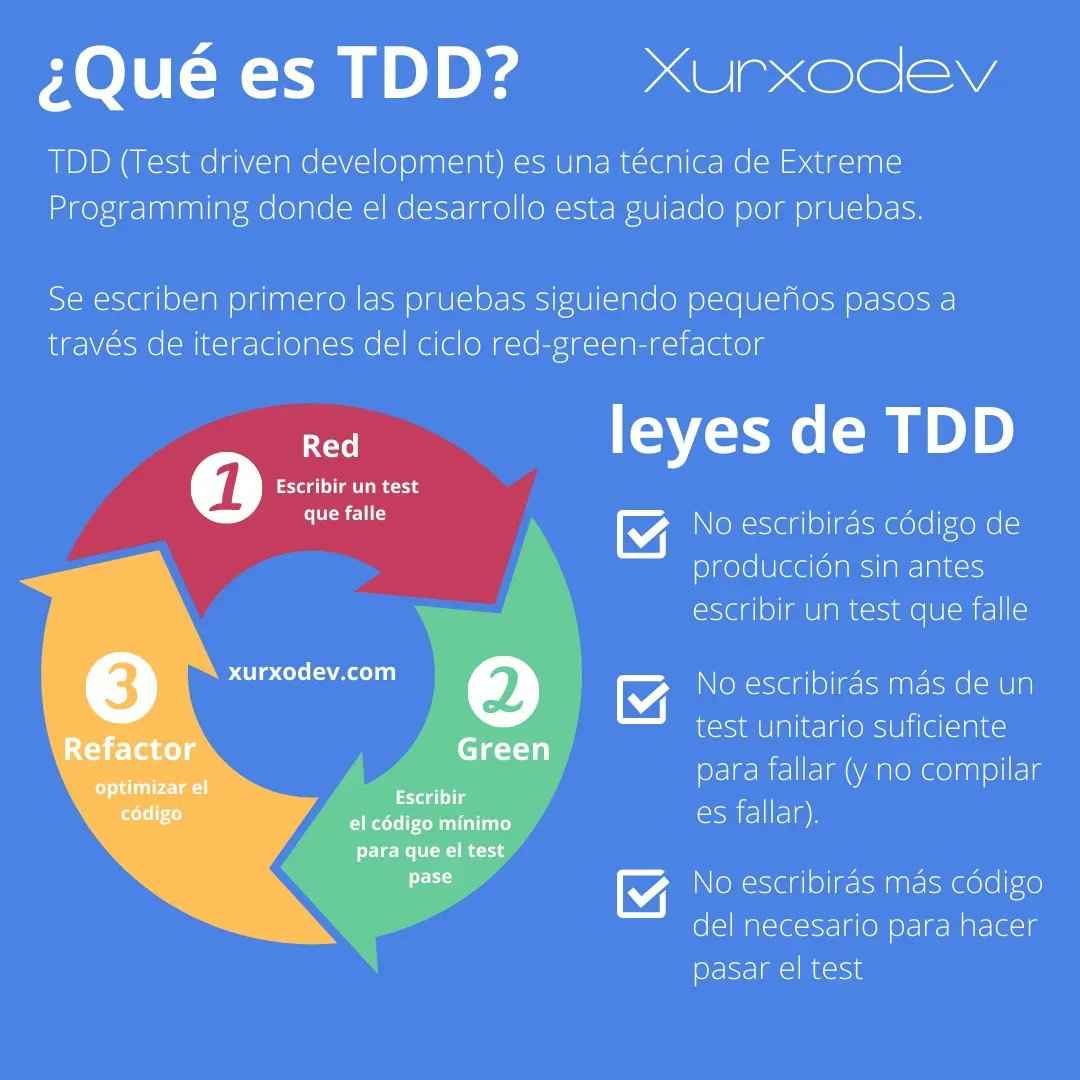 ¿Qué es TDD?
Xurxodev
TDD (Test driven development) es una técnica de Extreme
Programming donde el desarrollo esta guiado por pruebas.
Se escriben primero las pruebas siguiendo pequeños pasos a
través de iteraciones del ciclo red-green-refactor
1
Red
Escribir un test
que falle
2
Green
Escribir
el código mínimo
para que el test
pase
3
Refactor
optimizar el
código
xurxodev.com
leyes de TDD
No escribirás código de
producción sin antes
escribir un test que falle
No escribirás más de un
test unitario suficiente
para fallar (y no compilar
es fallar).
No escribirás más código
del necesario para hacer
pasar el test